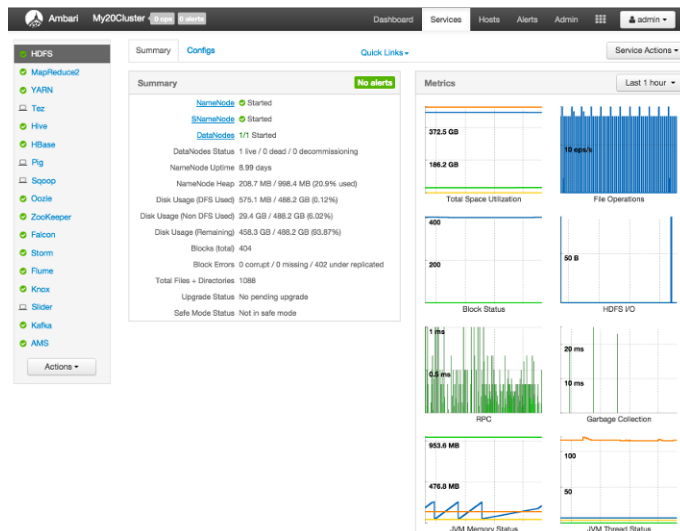 Ambari My20Cluster 0 ops 0 alerts Dashboard Services Hosts Alerts Admin admin
HDFS
MapReduce2
YARN
Tez
Hive
HBase
Pig
Sqoop
Oozie
ZooKeeper
Falcon
Storm
Flume
Knox
Slider
Kafka
AMS
Actions
Summary Configs Quick Links Service Actions
Summary No alerts
NameNode Started
SNameNode Started
DataNodes 1/1 Started
DataNodes Status 1 live / 0 dead / 0 decommissioning
NameNode Uptime 8.99 days
NameNode Heap 208.7 MB / 998.4 MB (20.9% used)
Disk Usage (DFS Used) 575.1 MB / 488.2 GB (0.12%)
Disk Usage (Non DFS Used) 29.4 GB / 488.2 GB (6.02%)
Disk Usage (Remaining) 458.3 GB / 488.2 GB (93.87%)
Blocks (total) 404
Block Errors 0 corrupt / 0 missing / 402 under replicated
Total Files + Directories 1088
Upgrade Status No pending upgrade
Safe Mode Status Not in safe mode
Metrics Last 1 hour
372.5 GB
186.2 GB
Total Space Utilization
10 eps/s
File Operations
400
200
Block Status
50 B
HDFS I/O
1 ms
0.5 ms
RPC
20 ms
10 ms
Garbage Collection
953.6 MB
476.8 MB
JVM Memory Status
100
50
JVM Thread Status